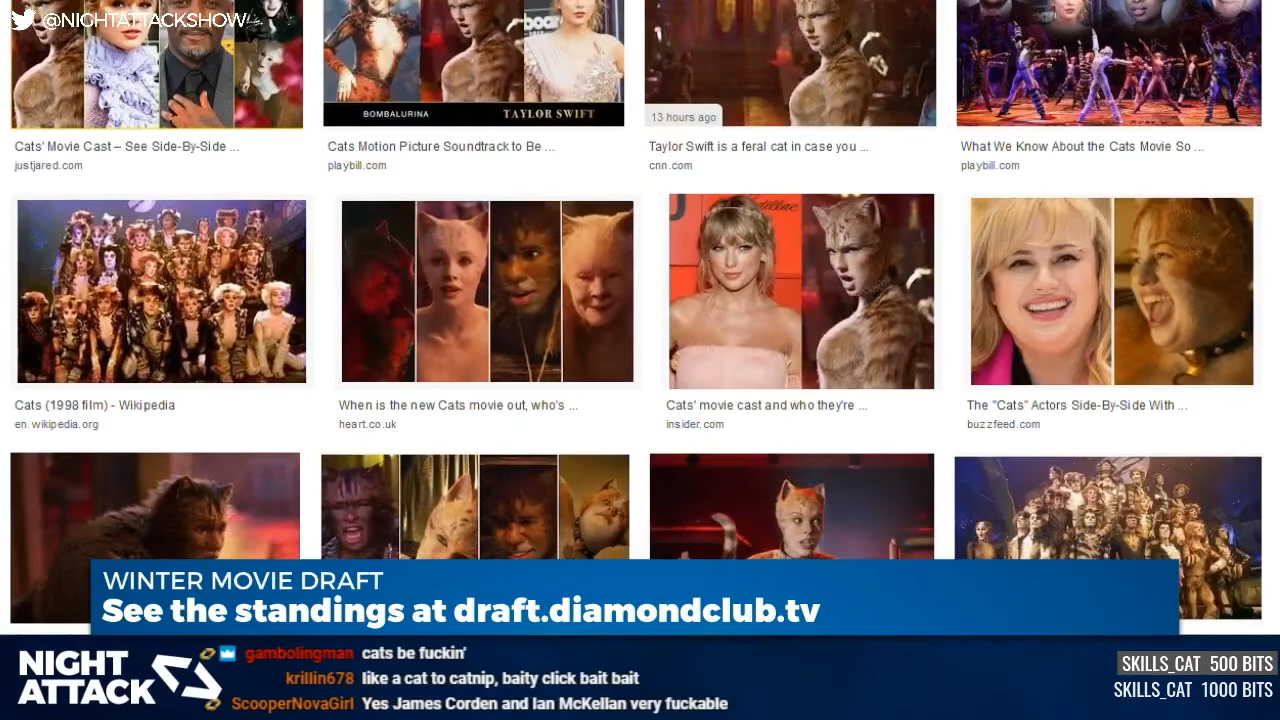 @NIGHTATTACKSHOW
BOMBALURINA
TAYLOR SWIFT
13 hours ago
Cats' Movie Cast – See Side-By-Side ...
justjared.com
Cats Motion Picture Soundtrack to Be ...
playbill.com
Taylor Swift is a feral cat in case you ...
cnn.com
What We Know About the Cats Movie So ...
playbill.com
Cadillac
Cats (1998 film) - Wikipedia
en.wikipedia.org
When is the new Cats movie out, who's ...
heart.co.uk
Cats' movie cast and who they're ...
insider.com
The "Cats" Actors Side-By-Side With ...
buzzfeed.com
WINTER MOVIE DRAFT
See the standings at draft.diamondclub.tv
NIGHT
ATTACK
gambolingman cats be fuckin'
krillin678 like a cat to catnip, baity click bait bait
ScooperNovaGirl Yes James Corden and Ian McKellan very fuckable
SKILLS_CAT 500 BITS
SKILLS_CAT 1000 BITS